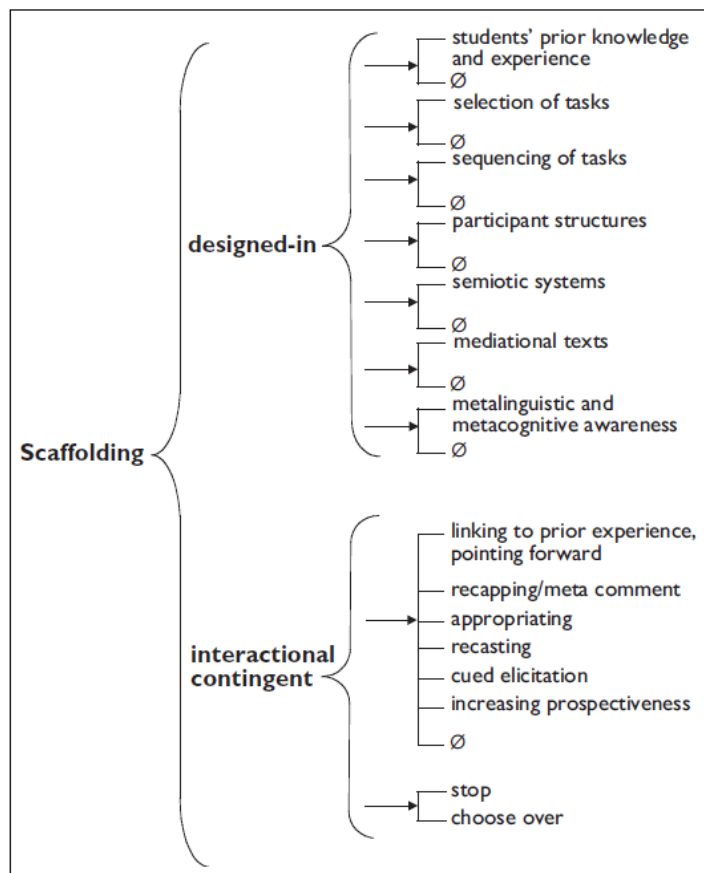 students' prior knowledge
and experience
Ø
selection of tasks
Ø
sequencing of tasks
Ø
participant structures
designed-in
Ø
semiotic systems
Ø
mediational texts
Ø
metalinguistic and
metacognitive awareness
Scaffolding
Ø
linking to prior experience,
pointing forward
recapping/meta comment
appropriating
recasting
interactional
contingent
cued elicitation
increasing prospectiveness
Ø
stop
choose over